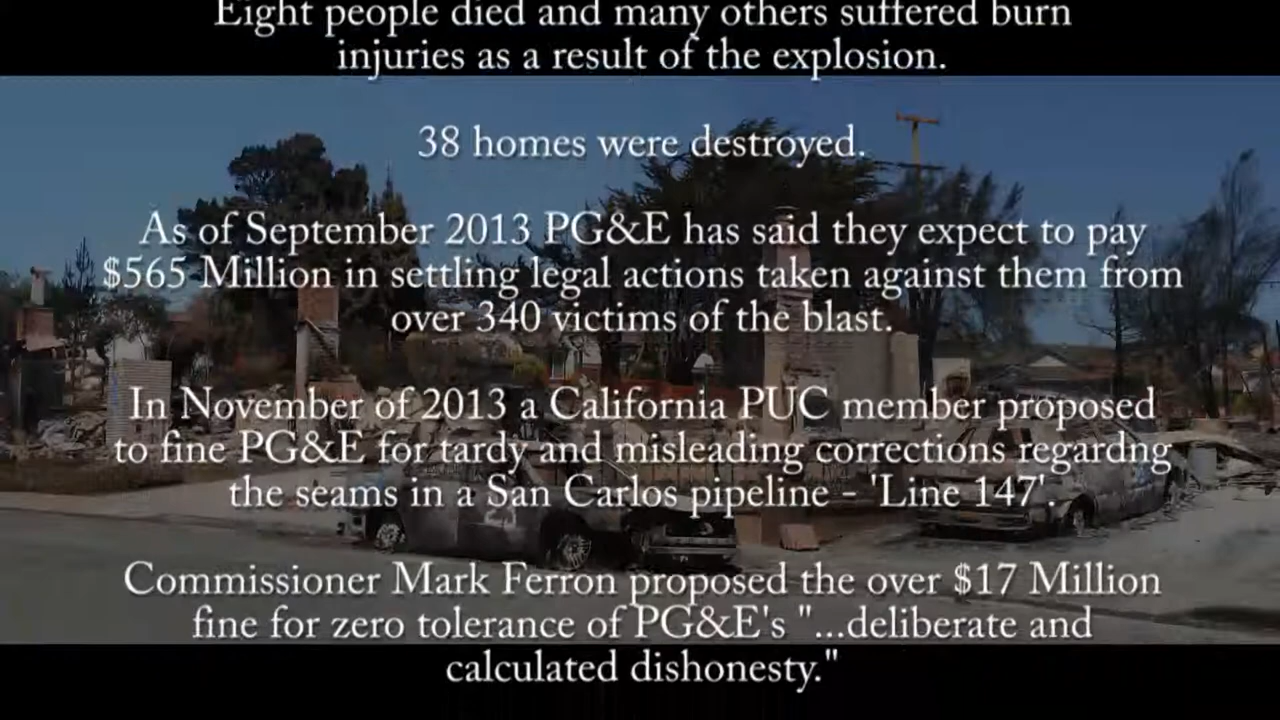 Eight people died and many others suffered burn
injuries as a result of the explosion.
38 homes were destroyed.
As of September 2013 PG&E has said they expect to pay
$565 Million in settling legal actions taken against them from
over 340 victims of the blast.
In November of 2013 a California PUC member proposed
to fine PG&E for tardy and misleading corrections regardng
the seams in a San Carlos pipeline - 'Line 147'.
Commissioner Mark Ferron proposed the over $17 Million
fine for zero tolerance of PG&E's "...deliberate and
calculated dishonesty."